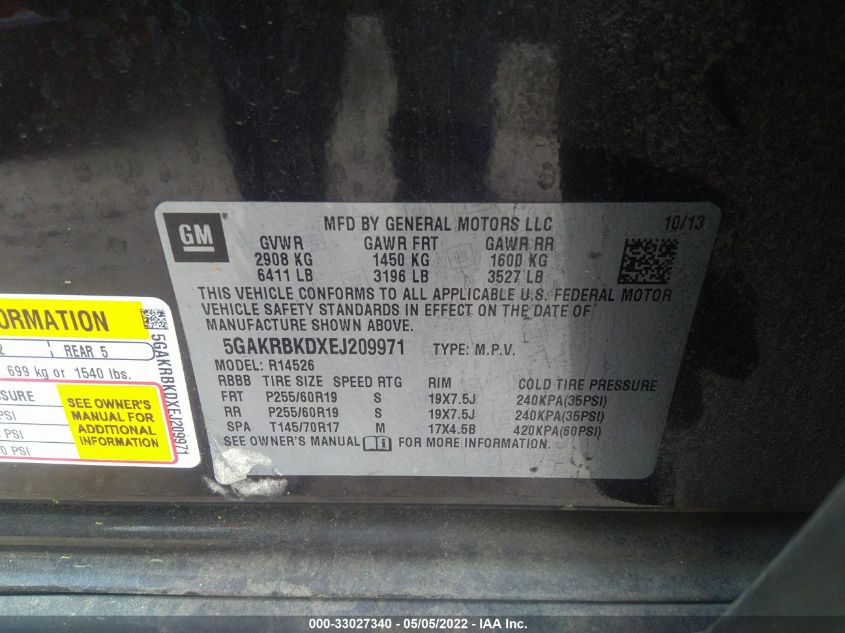 GM
MFD BY GENERAL MOTORS LLC 10/13
GVWR GAWR FRT GAWR RR
2908 KG 1450 KG 1600 KG
6411 LB 3196 LB 3527 LB
THIS VEHICLE CONFORMS TO ALL APPLICABLE U.S. FEDERAL MOTOR
VEHICLE SAFETY STANDARDS IN EFFECT ON THE DATE OF
MANUFACTURE SHOWN ABOVE.
5GAKRBKDXEJ209971 TYPE: M.P.V.
MODEL: R14526
RBBB TIRE SIZE SPEED RTG RIM COLD TIRE PRESSURE
FRT P255/60R19 S 19X7.5J 240KPA(35PSI)
RR P255/60R19 S 19X7.5J 240KPA(35PSI)
SPA T145/70R17 M 17X4.5B 420KPA(60PSI)
SEE OWNER'S MANUAL FOR MORE INFORMATION.
ORMATION
2 REAR 5
699 kg or 1540 lbs.
SSURE
PSI
PSI
0 PSI
SEE OWNER'S
MANUAL FOR
ADDITIONAL
INFORMATION
5GAKRBKDXEJ209971
000-33027340 - 05/05/2022 - IAA Inc.